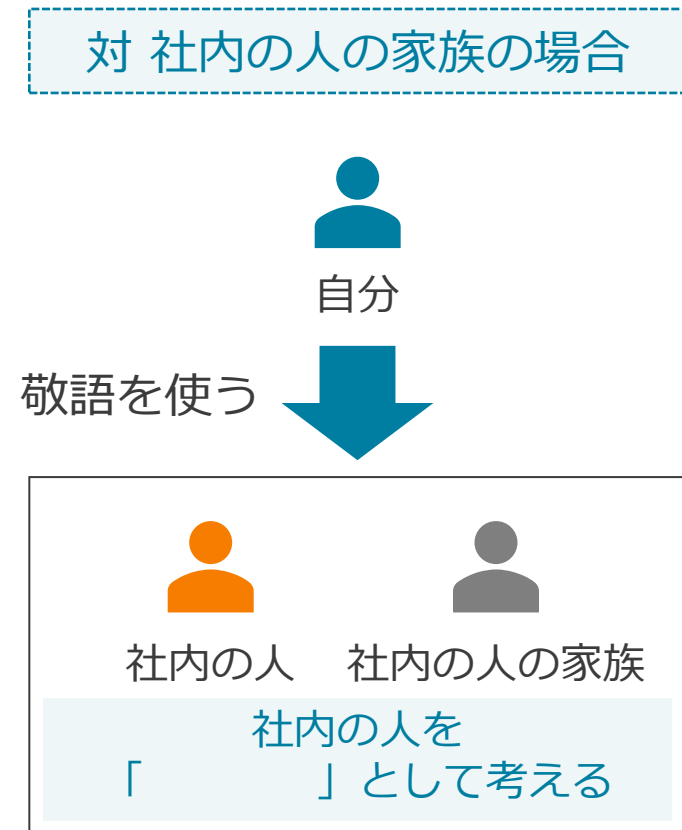 対 社内の人の家族の場合
自分
敬語を使う
社内の人　社内の人の家族
社内の人を
「　　　　」として考える